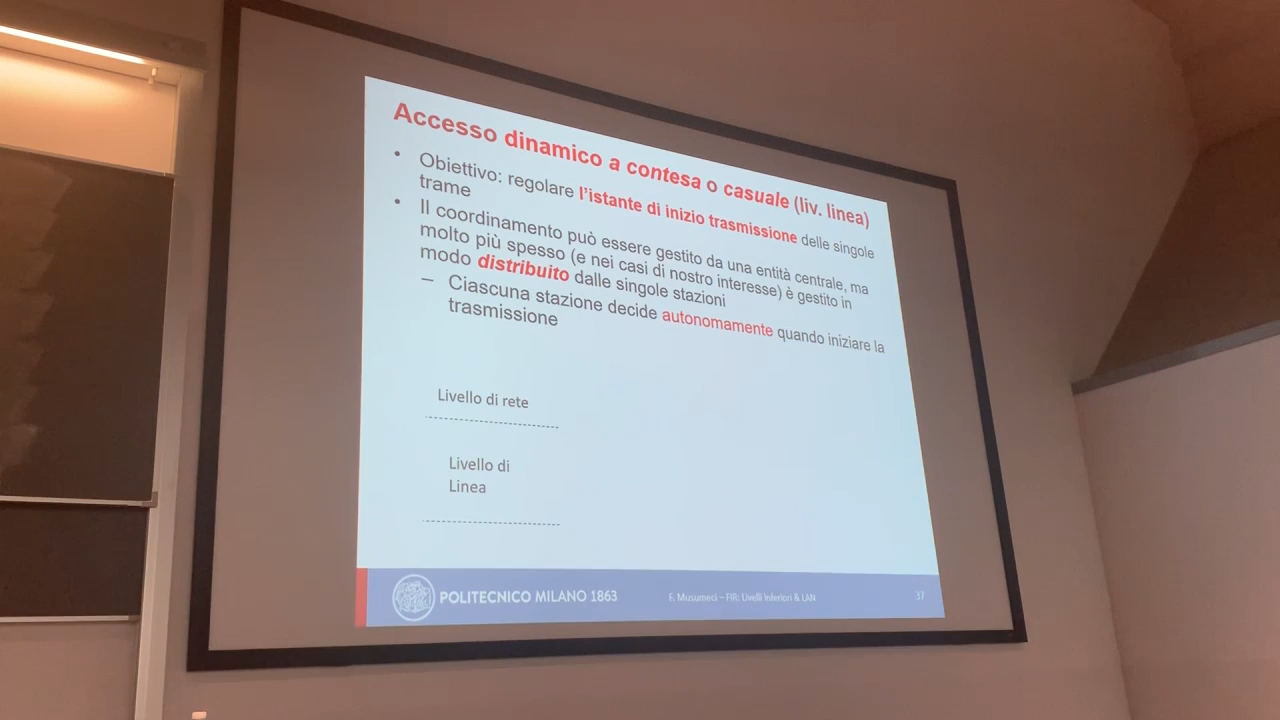 Accesso dinamico a contesa o casuale (liv. linea)
• Obiettivo: regolare l'istante di inizio trasmissione delle singole
trame
• Il coordinamento può essere gestito da una entità centrale, ma
molto più spesso (e nei casi di nostro interesse) è gestito in
modo distribuito dalle singole stazioni
– Ciascuna stazione decide autonomamente quando iniziare la
trasmissione
Livello di rete
Livello di
Linea
POLITECNICO MILANO 1863
F. Musumeci – FIR: Livelli Inferiori & LAN
37